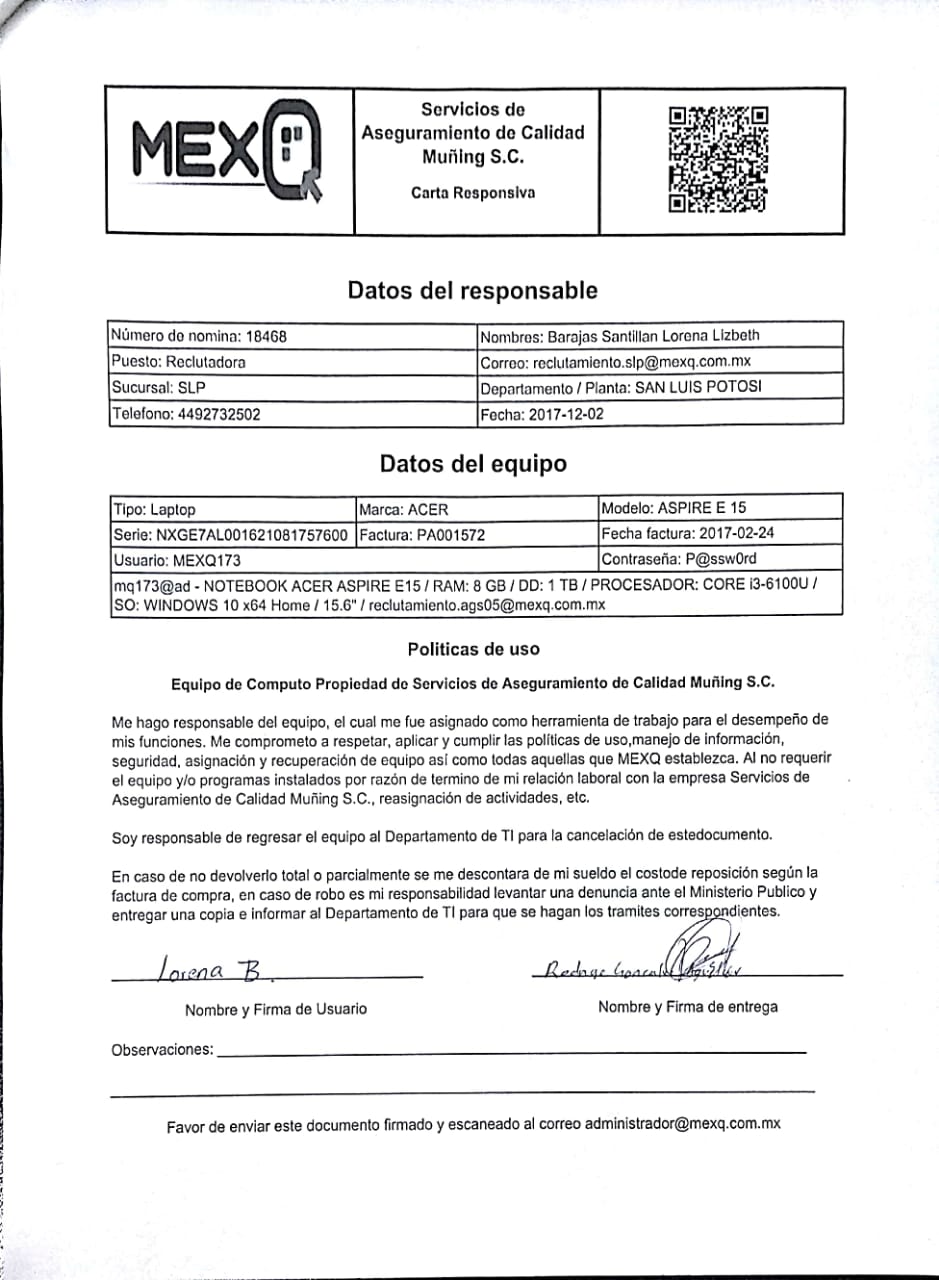 MEXQ
Servicios de
Aseguramiento de Calidad
Muñing S.C.
Carta Responsiva
Datos del responsable
Número de nomina: 18468
Nombres: Barajas Santillan Lorena Lizbeth
Puesto: Reclutadora
Correo: reclutamiento.slp@mexq.com.mx
Sucursal: SLP
Departamento / Planta: SAN LUIS POTOSI
Telefono: 4492732502
Fecha: 2017-12-02
Datos del equipo
Tipo: Laptop
Marca: ACER
Modelo: ASPIRE E 15
Serie: NXGE7AL001621081757600
Factura: PA001572
Fecha factura: 2017-02-24
Usuario: MEXQ173
Contraseña: P@ssw0rd
mq173@ad - NOTEBOOK ACER ASPIRE E15 / RAM: 8 GB / DD: 1 TB / PROCESADOR: CORE i3-6100U /
SO: WINDOWS 10 x64 Home / 15.6" / reclutamiento.ags05@mexq.com.mx
Politicas de uso
Equipo de Computo Propiedad de Servicios de Aseguramiento de Calidad Muñing S.C.
Me hago responsable del equipo, el cual me fue asignado como herramienta de trabajo para el desempeño de
mis funciones. Me comprometo a respetar, aplicar y cumplir las políticas de uso,manejo de información,
seguridad, asignación y recuperación de equipo así como todas aquellas que MEXQ establezca. Al no requerir
el equipo y/o programas instalados por razón de termino de mi relación laboral con la empresa Servicios de
Aseguramiento de Calidad Muñing S.C., reasignación de actividades, etc.
Soy responsable de regresar el equipo al Departamento de TI para la cancelación de estedocumento.
En caso de no devolverlo total o parcialmente se me descontara de mi sueldo el costode reposición según la
factura de compra, en caso de robo es mi responsabilidad levantar una denuncia ante el Ministerio Publico y
entregar una copia e informar al Departamento de TI para que se hagan los tramites correspondientes.
Lorena B.
Nombre y Firma de Usuario
Nombre y Firma de entrega
Observaciones:
Favor de enviar este documento firmado y escaneado al correo administrador@mexq.com.mx